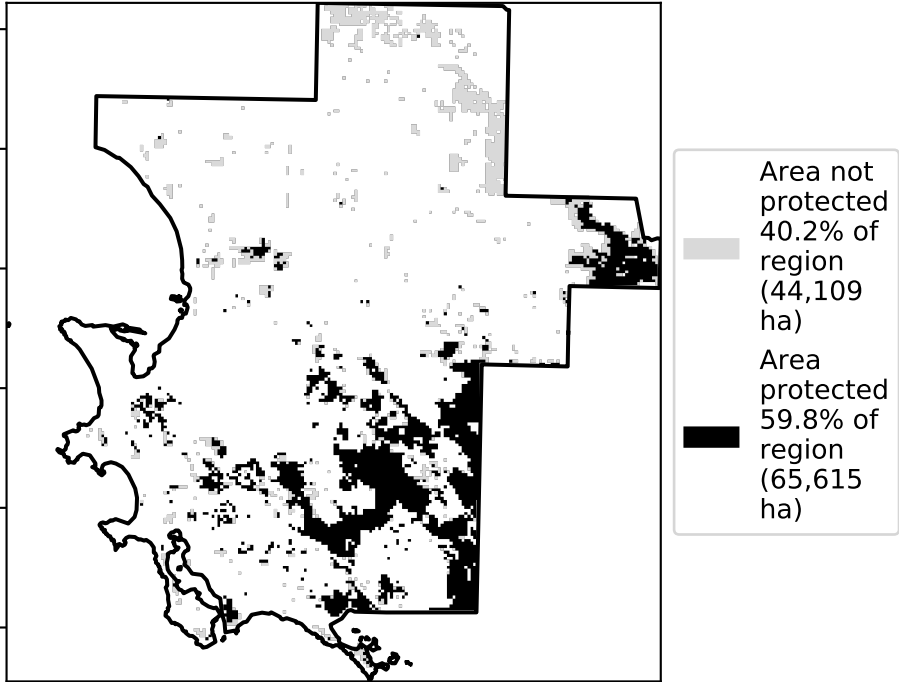 Area not
protected
40.2% of
region
(44,109
ha)
Area
protected
59.8% of
region
(65,615
ha)